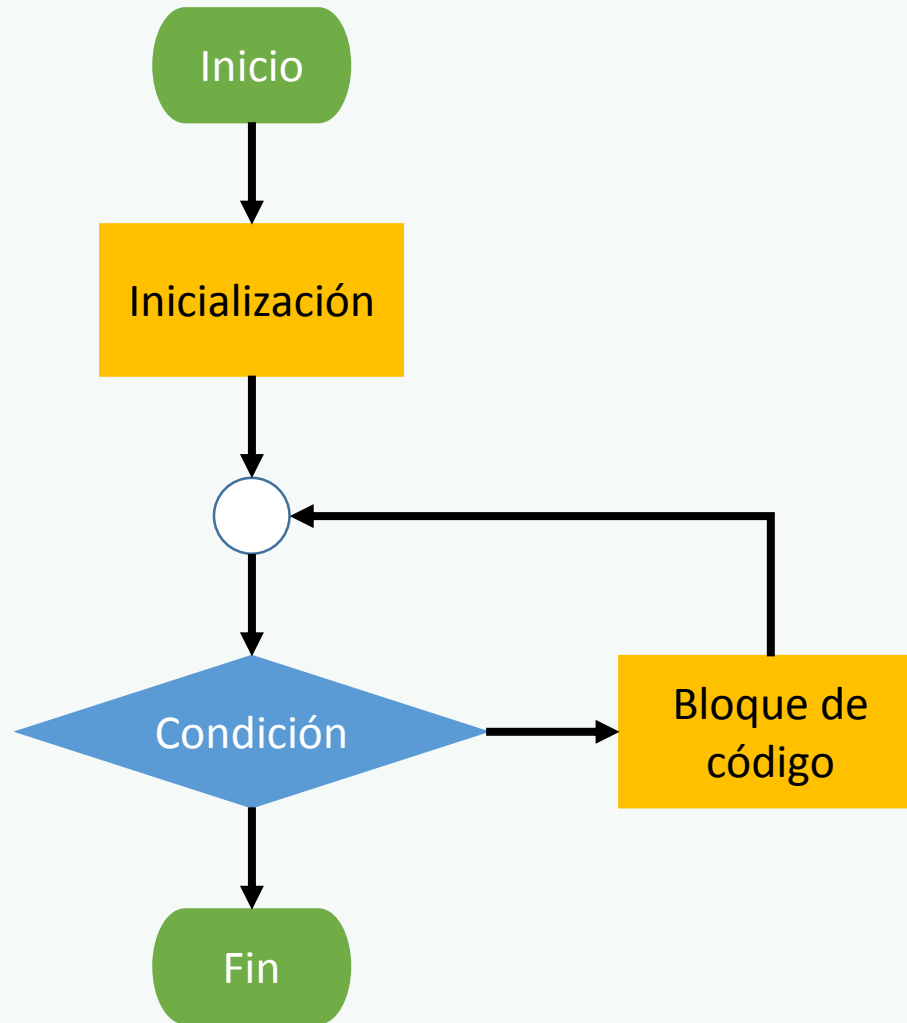 Inicio
Inicialización
Condición
Bloque de
código
Fin